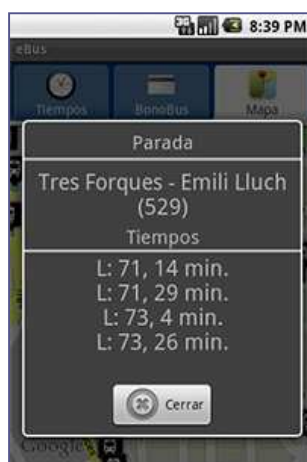 3G 8:39 PM
eBus
Tiempos BonoBus Mapa
Parada
Tres Forques - Emili Lluch
(529)
Tiempos
L: 71, 14 min.
L: 71, 29 min.
L: 73, 4 min.
L: 73, 26 min.
Cerrar
Google